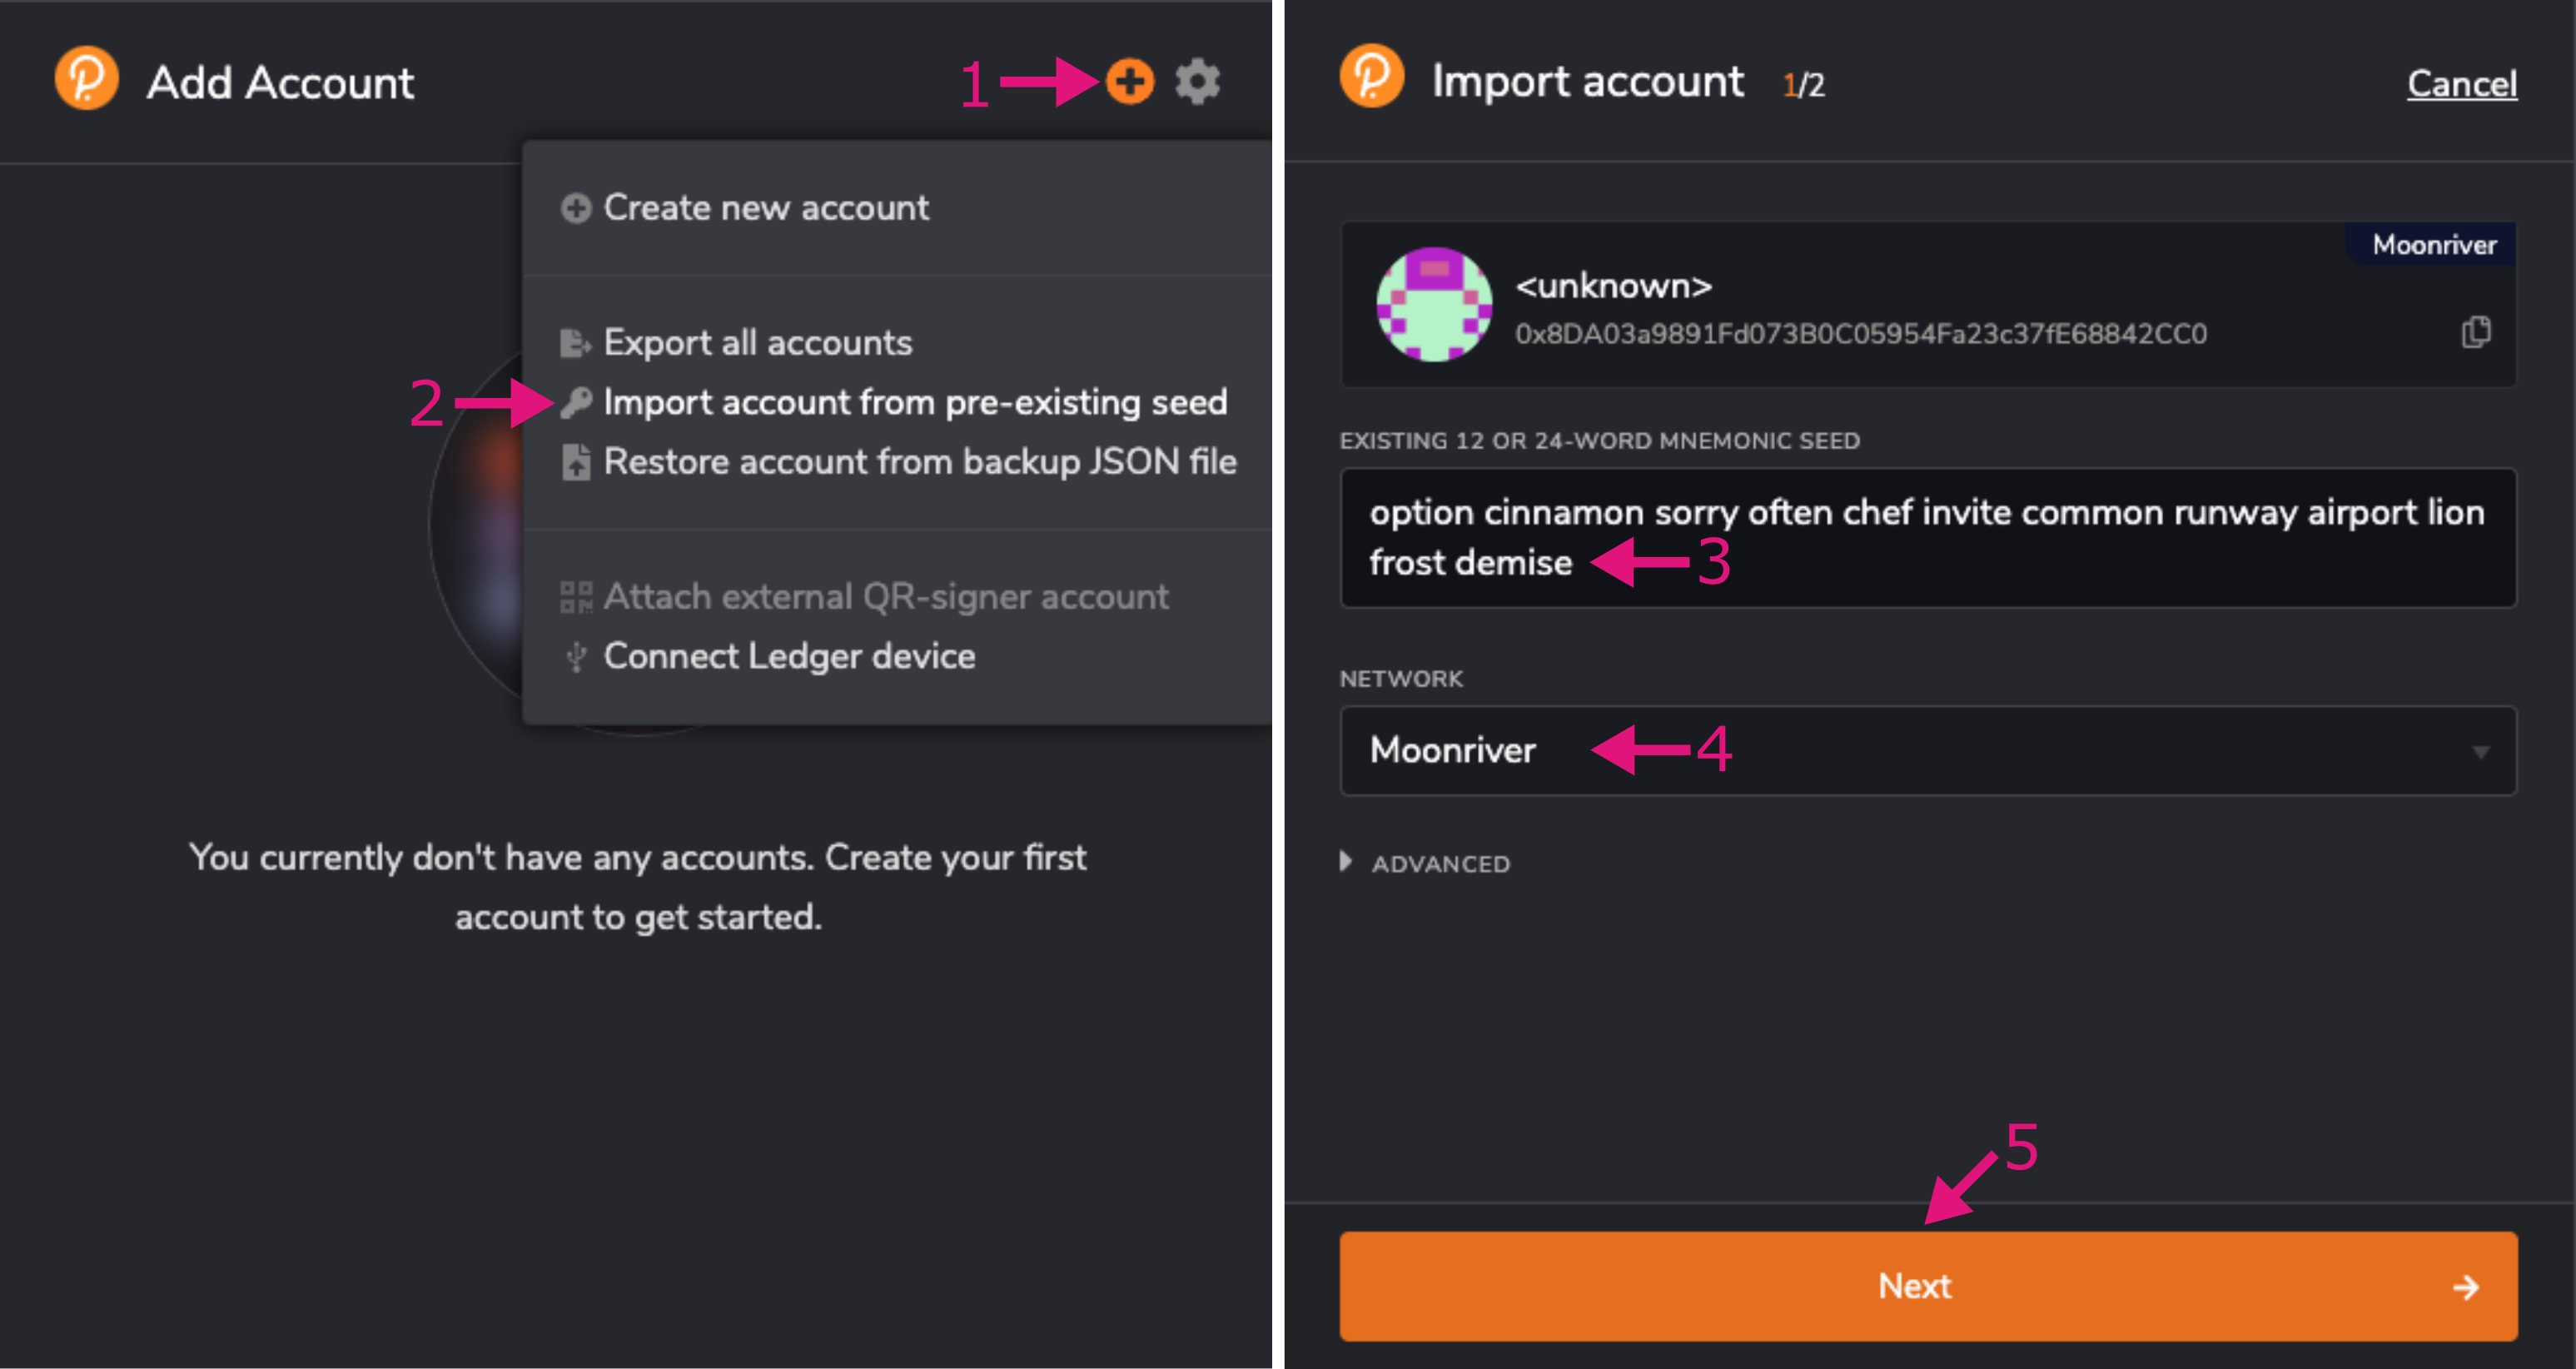 Add Account
1
Create new account
Export all accounts
2
Import account from pre-existing seed
Restore account from backup JSON file
Attach external QR-signer account
Connect Ledger device
You currently don't have any accounts. Create your first
account to get started.
Import account 1/2
Cancel
Moonriver
<unknown>
0x8DA03a9891Fd073B0C05954Fa23c37fE68842CC0
EXISTING 12 OR 24-WORD MNEMONIC SEED
option cinnamon sorry often chef invite common runway airport lion
frost demise
3
NETWORK
Moonriver
4
ADVANCED
5
Next